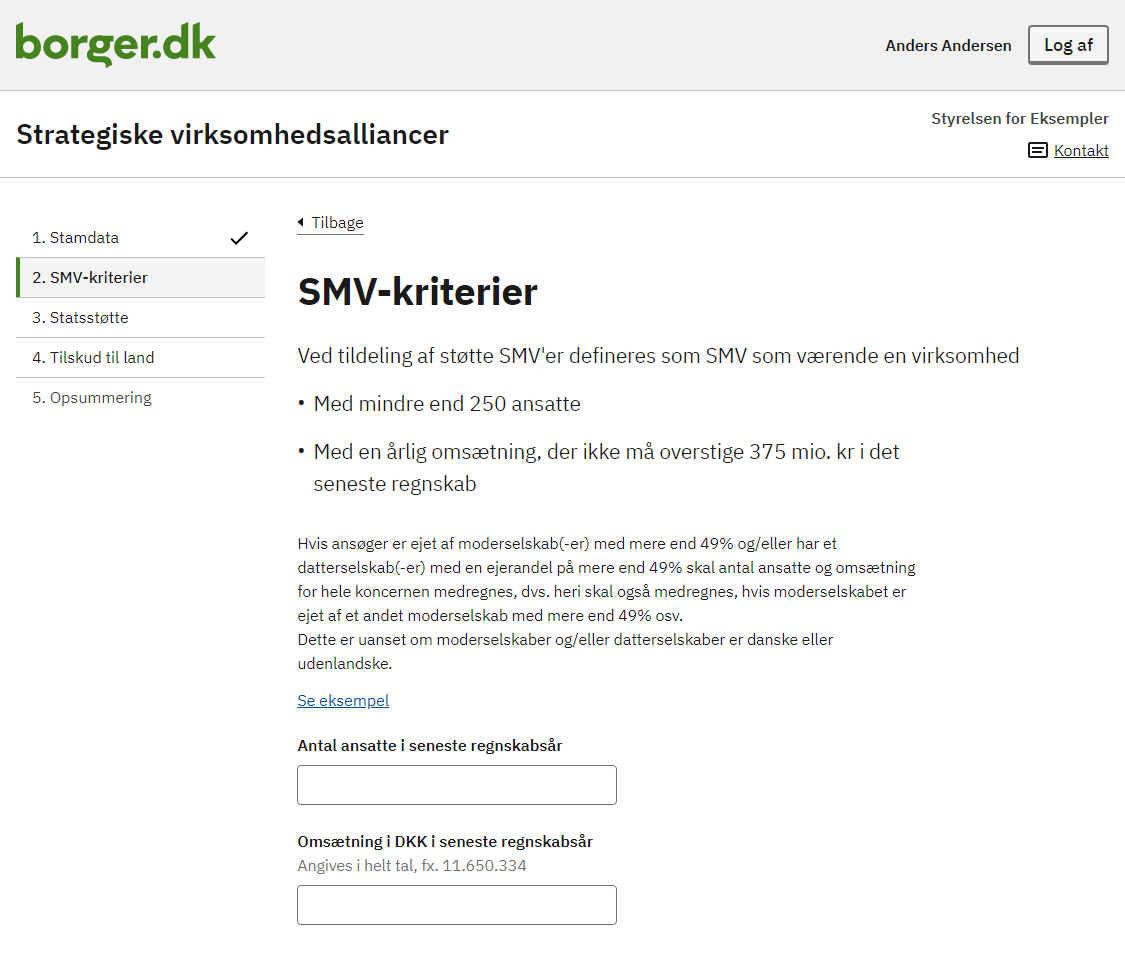 borger.dk
Anders Andersen
Log af
Strategiske virksomhedsalliancer
Styrelsen for Eksempler
Kontakt
1. Stamdata
2. SMV-kriterier
3. Statsstøtte
4. Tilskud til land
5. Opsummering
Tilbage
SMV-kriterier
Ved tildeling af støtte SMV'er defineres som SMV som værende en virksomhed
• Med mindre end 250 ansatte
• Med en årlig omsætning, der ikke må overstige 375 mio. kr i det
seneste regnskab
Hvis ansøger er ejet af moderselskab(-er) med mere end 49% og/eller har et
datterselskab(-er) med en ejerandel på mere end 49% skal antal ansatte og omsætning
for hele koncernen medregnes, dvs. heri skal også medregnes, hvis moderselskabet er
ejet af et andet moderselskab med mere end 49% osv.
Dette er uanset om moderselskaber og/eller datterselskaber er danske eller
udenlandske.
Se eksempel
Antal ansatte i seneste regnskabsår
Omsætning i DKK i seneste regnskabsår
Angives i helt tal, fx. 11.650.334